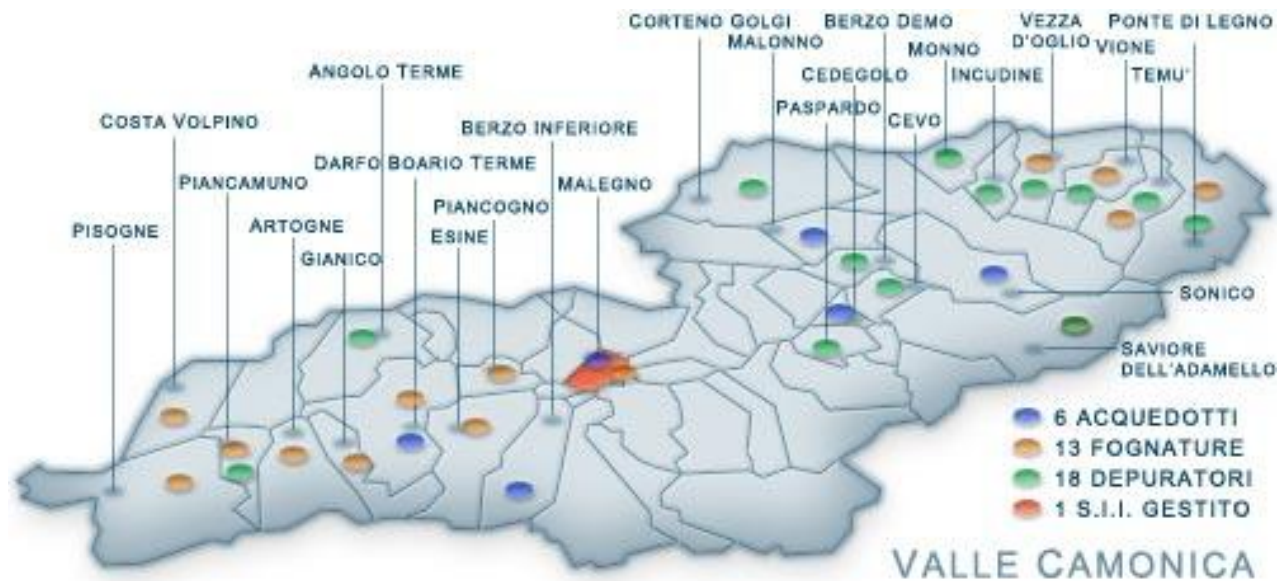 CORTENO GOLGI
BERZO DEMO
VEZZA
D'OGLIO
PONTE DI LEGNO
MALONNO
MONNO
VIONE
ANGOLO TERME
CEDEGOLO
INCUDINE
TEMU'
PASPARDO
CEVO
COSTA VOLPINO
BERZO INFERIORE
DARFO BOARIO TERME
PIANCAMUNO
MALEGNO
PIANCOGNO
ARTOGNE
ESINE
PISOGNE
GIANICO
SONICO
SAVIORE
DELL'ADAMELLO
6 ACQUEDOTTI
13 FOGNATURE
18 DEPURATORI
1 S.I.I. GESTITO
VALLE CAMONICA